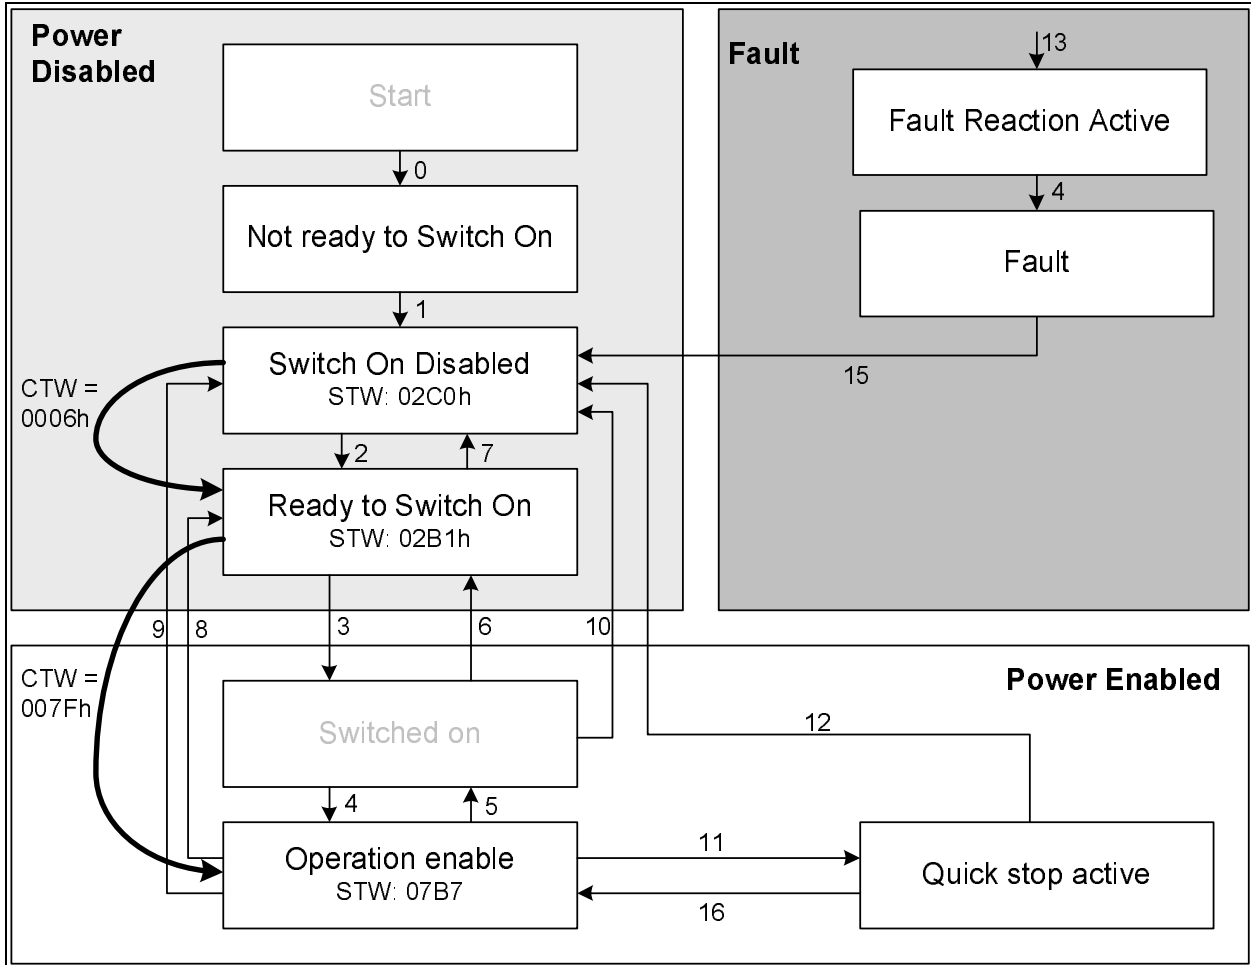 Power
Disabled
Start
0
Not ready to Switch On
1
Switch On Disabled
STW: 02C0h
CTW =
0006h
2
7
Ready to Switch On
STW: 02B1h
9
8
3
6
10
Fault
13
Fault Reaction Active
4
Fault
15
Power Enabled
CTW =
007Fh
Switched on
12
4
5
Operation enable
STW: 07B7
11
16
Quick stop active